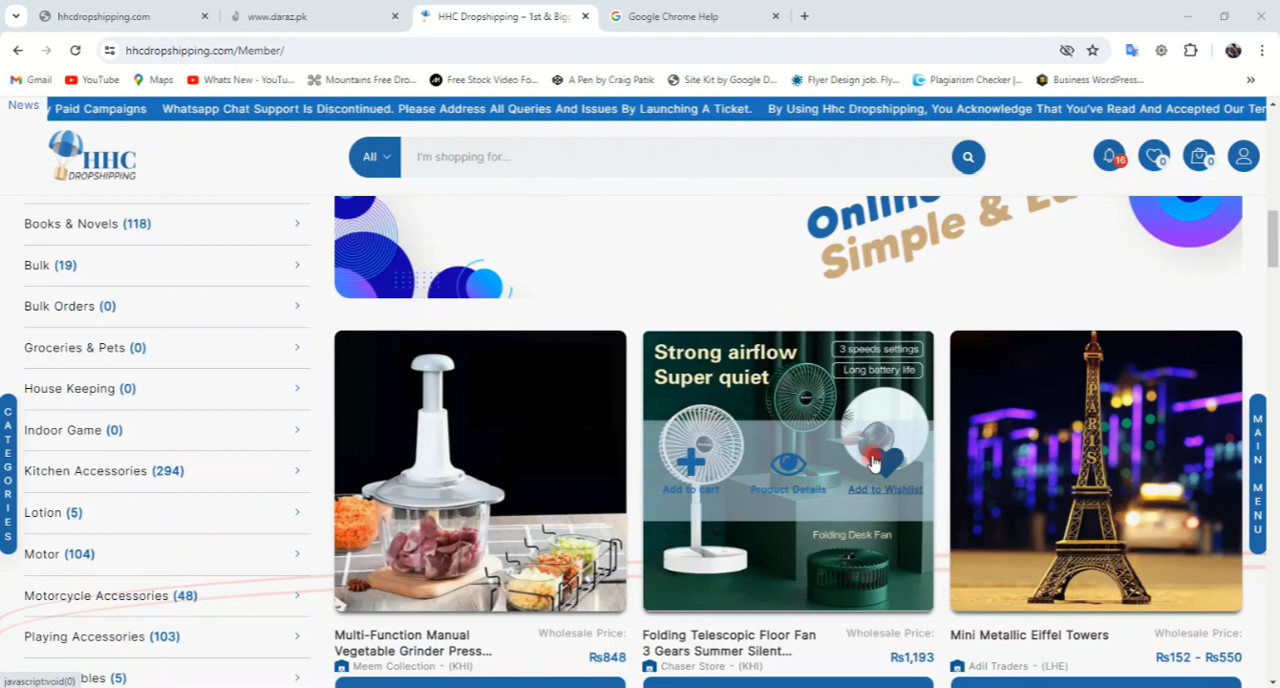 hhcdropshipping.com
www.daraz.pk
HHC Dropshipping – 1st & Big
Google Chrome Help
hhcdropshipping.com/Member/
Gmail
YouTube
Maps
Whats New - YouTu...
Mountains Free Dro...
Free Stock Video Fo...
A Pen by Craig Patik
Site Kit by Google D...
Flyer Design job. Fly...
Plagiarism Checker |...
Business WordPress...
News
y Paid Campaigns Whatsapp Chat Support Is Discontinued. Please Address All Queries And Issues By Launching A Ticket. By Using Hhc Dropshipping, You Acknowledge That You've Read And Accepted Our Ter
HHC
DROPSHIPPING
All
I'm shopping for...
16
0
0
Books & Novels (118)
Bulk (19)
Bulk Orders (0)
Groceries & Pets (0)
House Keeping (0)
Indoor Game (0)
Kitchen Accessories (294)
Lotion (5)
Motor (104)
Motorcycle Accessories (48)
Playing Accessories (103)
bles (5)
CATEGORIES
MAIN MENU
Online
Simple &
Strong airflow
Super quiet
3 speeds settings
Long battery life
Add to cart
Product Details
Add to Wishlist
Folding Desk Fan
PARIS
Multi-Function Manual
Vegetable Grinder Press...
Wholesale Price:
₨848
Meem Collection - (KHI)
Folding Telescopic Floor Fan
3 Gears Summer Silent...
Wholesale Price:
₨1,193
Chaser Store - (KHI)
Mini Metallic Eiffel Towers
Wholesale Price:
₨152 - ₨550
Adil Traders - (LHE)
javascript:void(0)